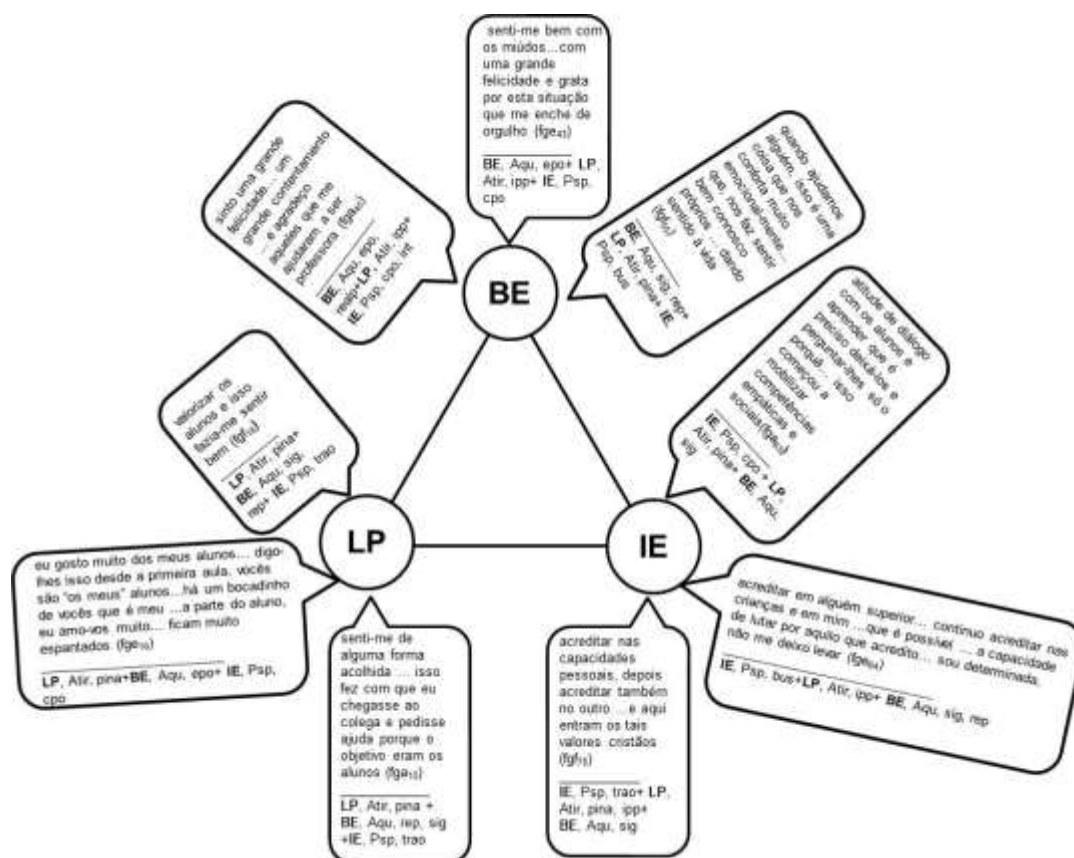 senti-me bem com
os miúdos...com
uma grande
felicidade e grata
por esta situação
que me enche de
orgulho (fge43)
BE, Aqu, epo+ LP,
Atir, ipp+ IE, Psp,
cpo
sinto uma grande
felicidade... um
grande contentamento
... e agradeço
aqueles que me
ajudaram a ser
professora
BE, Aqu, epo,
LP, Atir, ipp+
IE, Psp, cpo, int
quando ajudamos
alguém, isso é uma
coisa que nos
conforta muito
emocional-mente...
que, nos faz sentir
bem connosco
próprios ... dando
sentido à vida
BE, Aqu, sig, rep+
LP, Atir, pina+ IE
Psp, bus
BE
atitude de diálogo
com os alunos e
aprender que é
preciso deixá-los e
perguntar-lhes só o
porquê... isso
começou a
mobilizar
competências
empáticas e
sociais
IE, Psp, cpo + LP,
Atir, pina+ BE, Aqu,
sig
valorizar os
alunos e isso
fazia-me sentir
bem
LP, Atir, pina+
BE, Aqu, sig,
rep+ IE, Psp, trao
LP
IE
eu gosto muito dos meus alunos... digo-
lhes isso desde a primeira aula, vocês
são "os meus" alunos...há um bocadinho
de vocês que é meu ...a parte do aluno,
eu amo-vos muito... ficam muito
espantados
LP, Atir, pina+BE, Aqu, epo+ IE, Psp,
cpo
senti-me de
alguma forma
acolhida ... isso
fez com que eu
chegasse ao
colega e pedisse
ajuda porque o
objetivo eram os
alunos
LP, Atir, pina +
BE, Aqu, rep, sig
+IE, Psp, trao
acreditar nas
capacidades
pessoais, depois
acreditar também
no outro ...e aqui
entram os tais
valores cristãos
IE, Psp, trao+ LP,
Atir, pina, ipp+
BE, Aqu, sig
acreditar em alguém superior... continuo acreditar nas
crianças e em mim ...que é possível ... a capacidade
de lutar por aquilo que acredito... sou determinada,
não me deixo levar
IE, Psp, bus+LP, Atir, ipp+ BE, Aqu, sig, rep